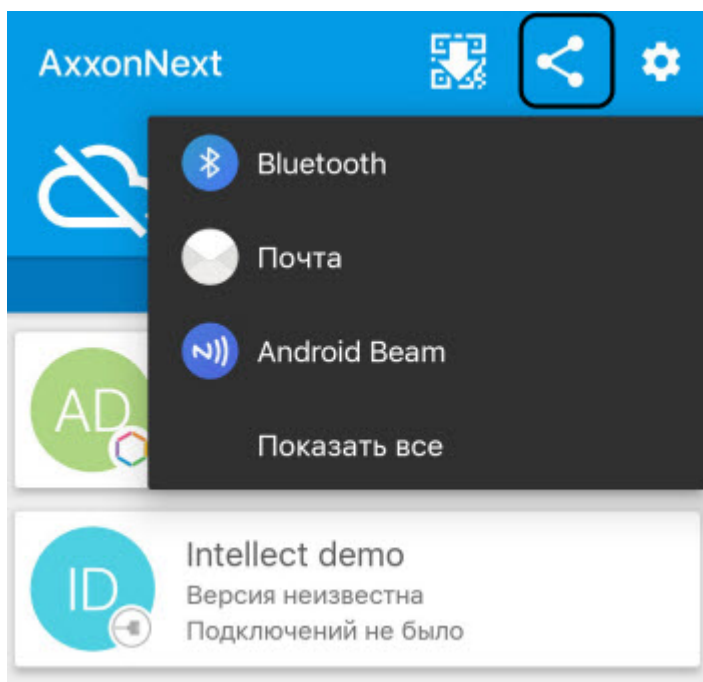 AxxonNext
Bluetooth
Почта
Android Beam
Показать все
AD
Intellect demo
ID
Версия неизвестна
Подключений не было